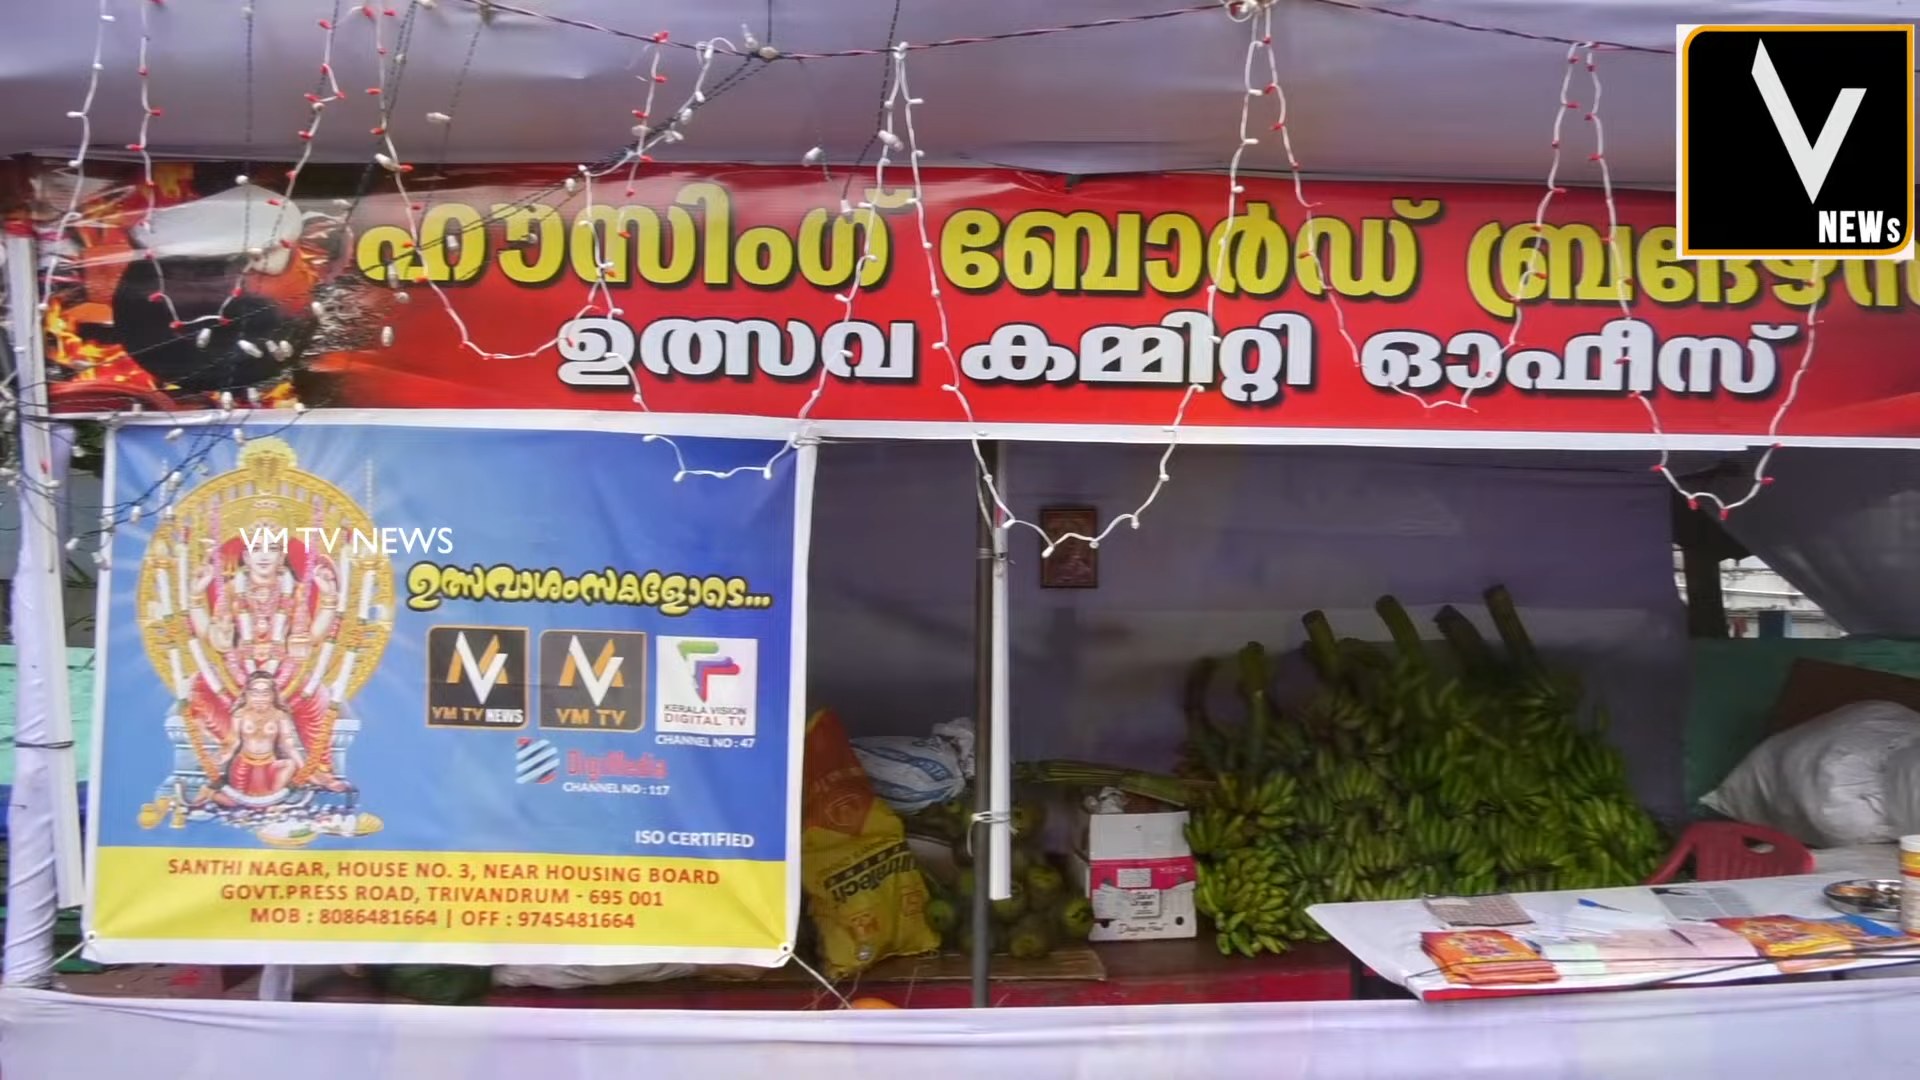 V
NEWs
ഹൗസിംഗ് ബോർഡ്
ഉത്സവ കമ്മിറ്റി ഓഫീസ്
VM TV NEWS
ഉത്സവാശംസകളോടെ...
VM TV NEWS
VM TV
KERALA VISION
DIGITAL TV
CHANNEL NO : 47
DigiMedia
CHANNEL NO : 117
ISO CERTIFIED
SANTHI NAGAR, HOUSE NO. 3, NEAR HOUSING BOARD
GOVT.PRESS ROAD, TRIVANDRUM - 695 001
MOB : 8086481664 | OFF : 9745481664